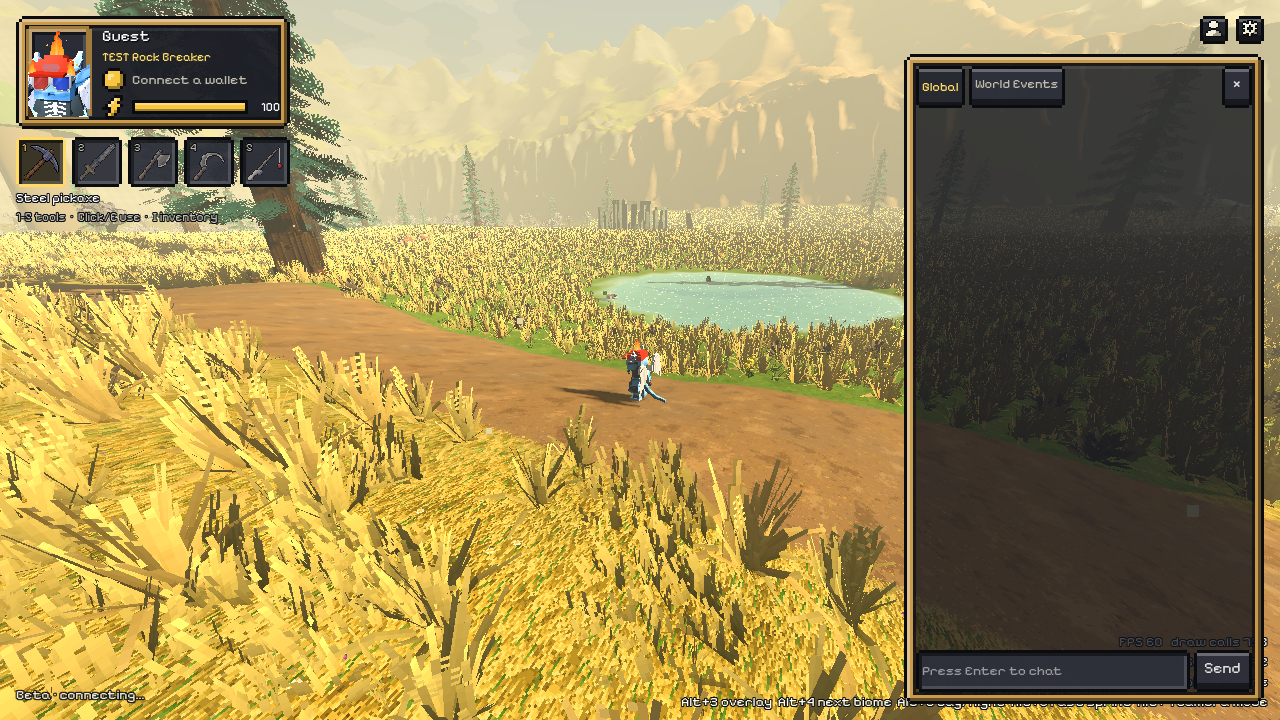 Guest
TEST Rock Breaker
Connect a wallet
100
1 2 3 4 5
Steel pickaxe
1-5 tools · Click/E use · I inventory
Global World Events ×
FPS 60 draw calls
Press Enter to chat Send
Beta · connecting...
Alt+3 overlay Alt+4 next biome